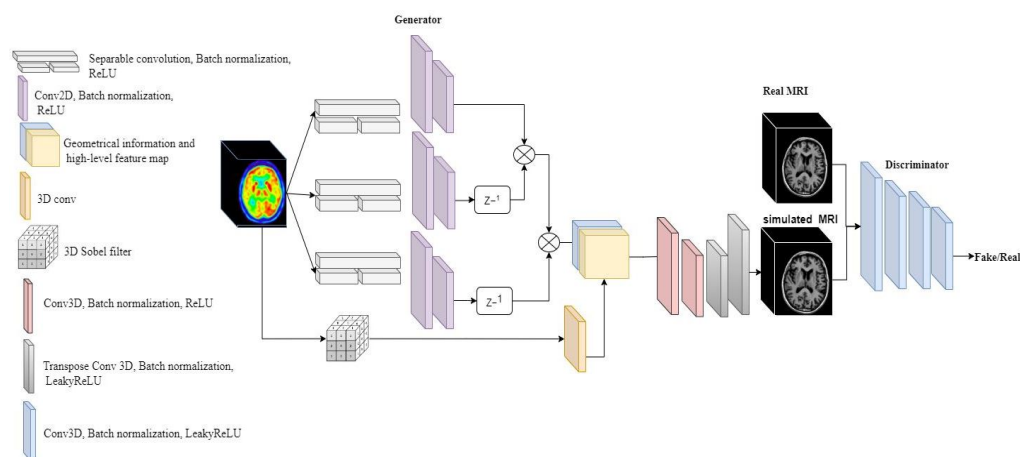 Generator
Separable convolution, Batch normalization,
ReLU
Conv2D, Batch normalization,
ReLU
Geometrical information and
high-level feature map
3D conv
3D Sobel filter
Conv3D, Batch normalization, ReLU
Transpose Conv 3D, Batch normalization,
LeakyReLU
Conv3D, Batch normalization, LeakyReLU
Z-1
Z-1
Real MRI
simulated MRI
Discriminator
Fake/Real